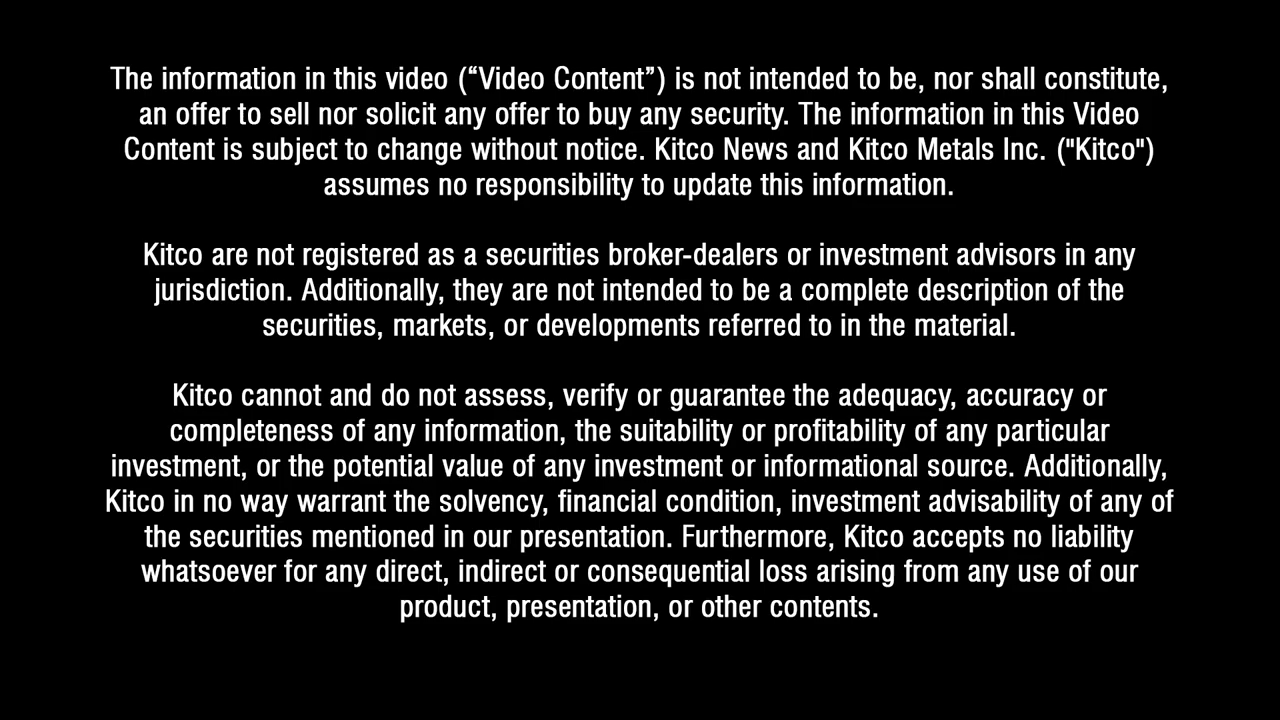 The information in this video (“Video Content”) is not intended to be, nor shall constitute,
an offer to sell nor solicit any offer to buy any security. The information in this Video
Content is subject to change without notice. Kitco News and Kitco Metals Inc. ("Kitco")
assumes no responsibility to update this information.
Kitco are not registered as a securities broker-dealers or investment advisors in any
jurisdiction. Additionally, they are not intended to be a complete description of the
securities, markets, or developments referred to in the material.
Kitco cannot and do not assess, verify or guarantee the adequacy, accuracy or
completeness of any information, the suitability or profitability of any particular
investment, or the potential value of any investment or informational source. Additionally,
Kitco in no way warrant the solvency, financial condition, investment advisability of any of
the securities mentioned in our presentation. Furthermore, Kitco accepts no liability
whatsoever for any direct, indirect or consequential loss arising from any use of our
product, presentation, or other contents.